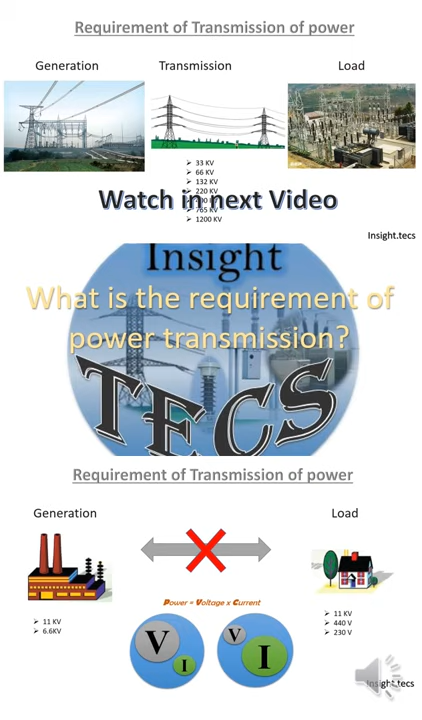 Requirement of Transmission of power
Generation
Transmission
Load
33 KV
66 KV
132 KV
220 KV
Watch in next Video
765 KV
1200 KV
Insight.tecs
Insight
What is the requirement of
power transmission?
TECS
Requirement of Transmission of power
Generation
Load
Power = Voltage x Current
11 KV
6.6KV
V
I
V
I
11 KV
440 V
230 V
Insight.tecs